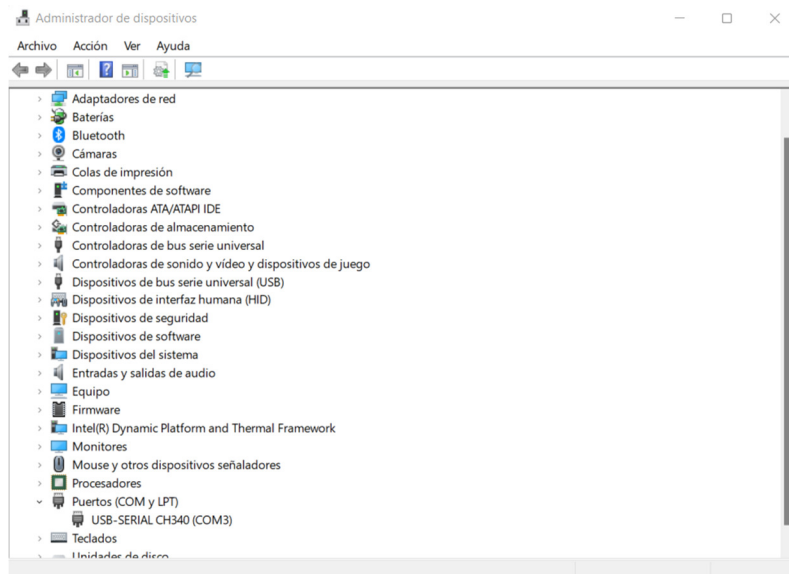 Administrador de dispositivos
Archivo Acción Ver Ayuda
Adaptadores de red
Baterías
Bluetooth
Cámaras
Colas de impresión
Componentes de software
Controladoras ATA/ATAPI IDE
Controladoras de almacenamiento
Controladoras de bus serie universal
Controladoras de sonido y vídeo y dispositivos de juego
Dispositivos de bus serie universal (USB)
Dispositivos de interfaz humana (HID)
Dispositivos de seguridad
Dispositivos de software
Dispositivos del sistema
Entradas y salidas de audio
Equipo
Firmware
Intel(R) Dynamic Platform and Thermal Framework
Monitores
Mouse y otros dispositivos señaladores
Procesadores
Puertos (COM y LPT)
USB-SERIAL CH340 (COM3)
Teclados
Unidades de disco